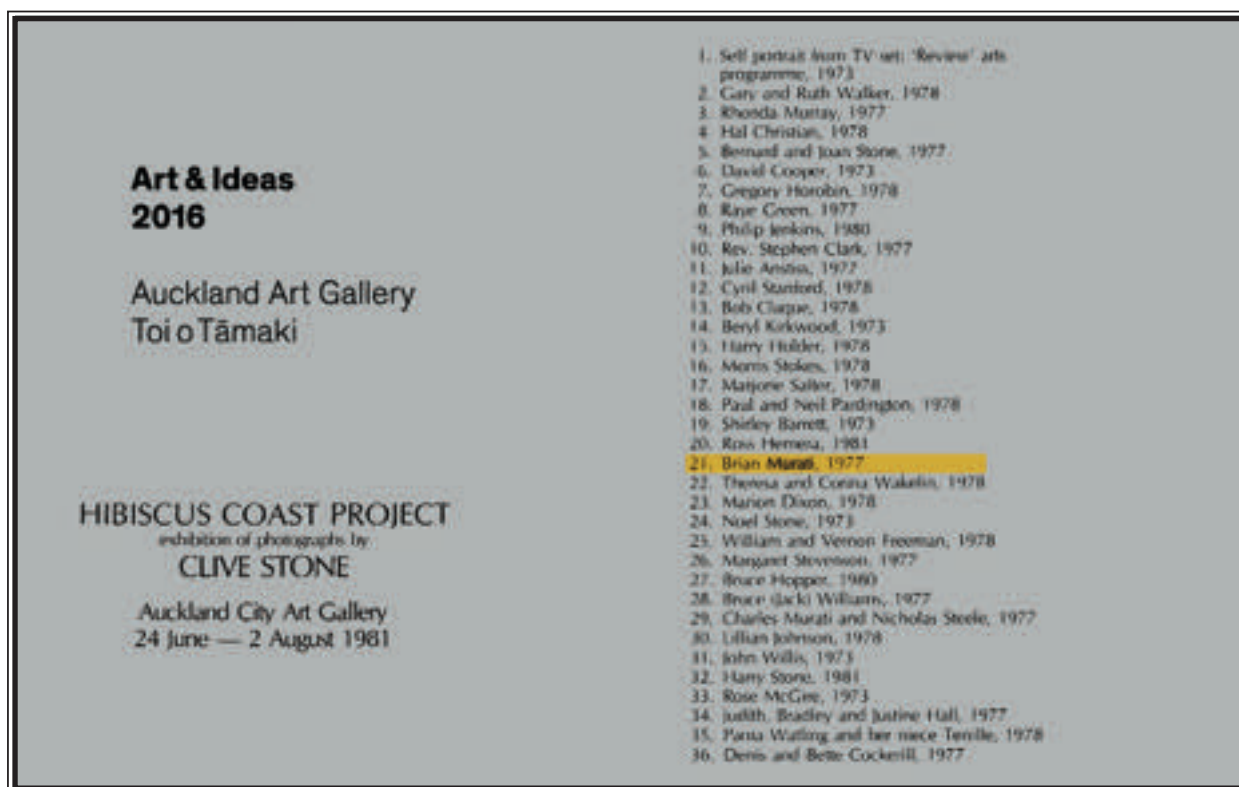 Art & Ideas
2016
Auckland Art Gallery
Toi o Tāmaki
HIBISCUS COAST PROJECT
exhibition of photographs by
CLIVE STONE
Auckland City Art Gallery
24 June — 2 August 1981
1. Self portrait from TV set: 'Review' arts
programme, 1973
2. Gary and Ruth Walker, 1978
3. Rhonda Murray, 1977
4. Hal Christian, 1978
5. Bernard and Joan Stone, 1977
6. David Cooper, 1973
7. Gregory Horobin, 1978
8. Raye Green, 1977
9. Philip Jenkins, 1980
10. Rev. Stephen Clark, 1977
11. Julie Anstiss, 1977
12. Cyril Stanford, 1978
13. Bob Clague, 1978
14. Beryl Kirkwood, 1973
15. Harry Holder, 1978
16. Morris Stokes, 1978
17. Marjorie Salter, 1978
18. Paul and Neil Pardington, 1978
19. Shirley Barrett, 1973
20. Ross Hemera, 1981
21. Brian Murati, 1977
22. Theresa and Corina Wakelin, 1978
23. Marion Dixon, 1978
24. Noel Stone, 1973
25. William and Vernon Freeman, 1978
26. Margaret Stevenson, 1977
27. Bruce Hopper, 1980
28. Bruce (Jack) Williams, 1977
29. Charles Murati and Nicholas Steele, 1977
30. Lillian Johnson, 1978
31. John Willis, 1973
32. Harry Stone, 1981
33. Rose McGee, 1973
34. Judith, Bradley and Justine Hall, 1977
35. Watling and her niece 1978
36. Denis and Bette Cockerill, 1977